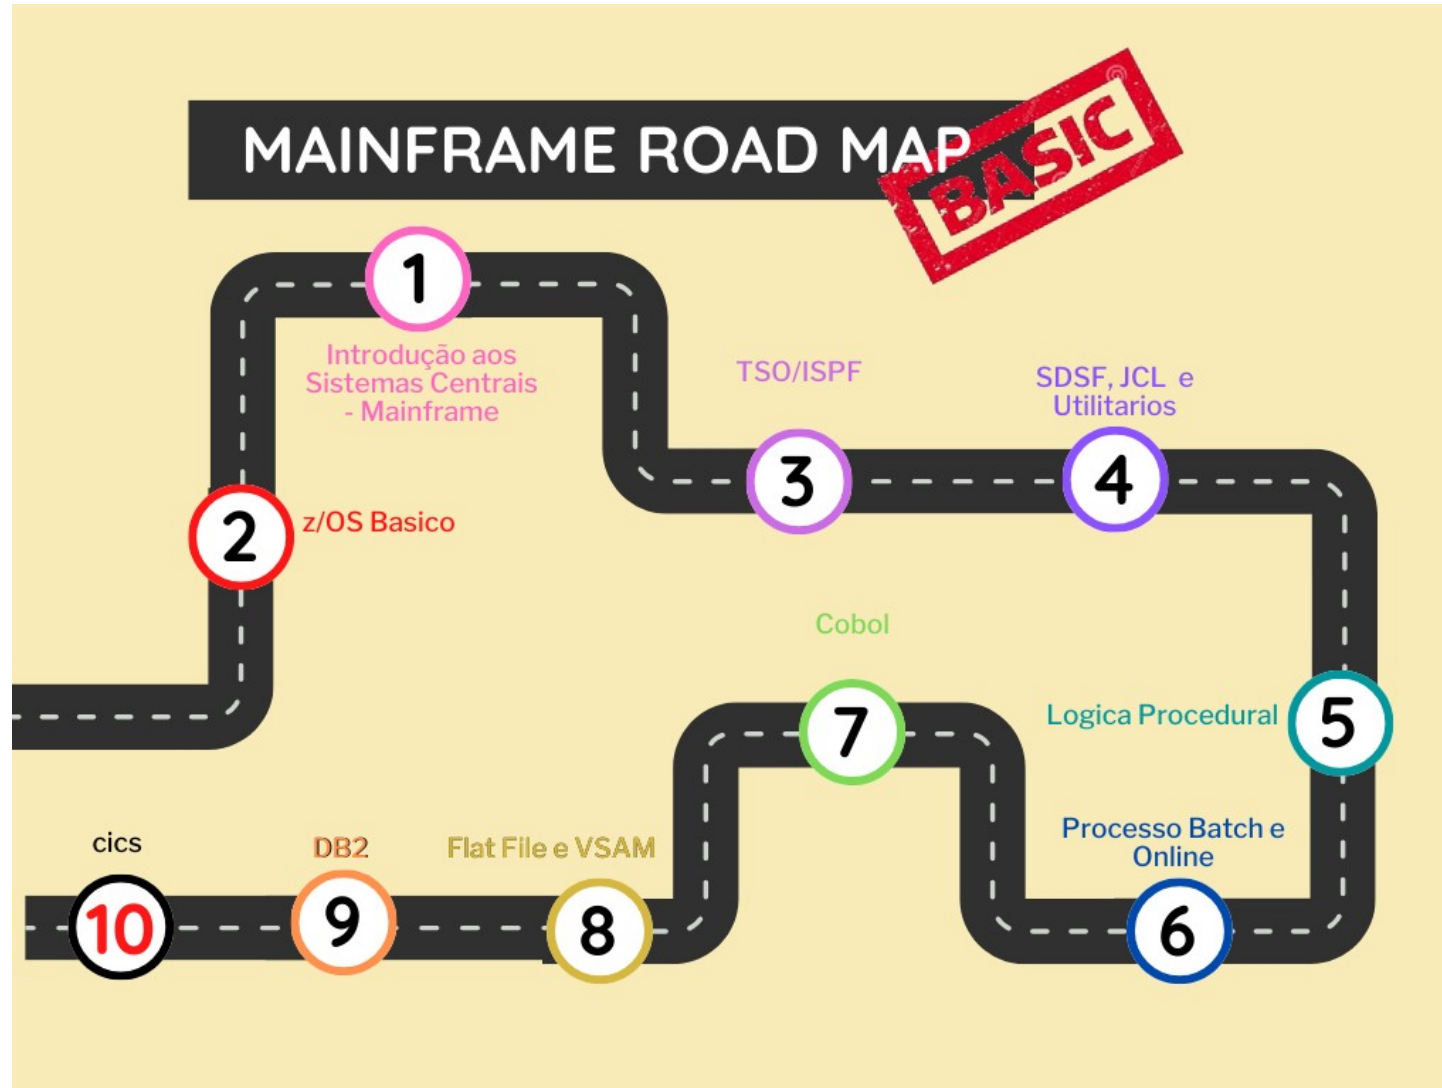 MAINFRAME ROAD MAP
BASIC
1
Introdução aos
Sistemas Centrais
- Mainframe
2
z/OS Basico
TSO/ISPF
3
SDSF, JCL e
Utilitarios
4
Logica Procedural
5
Processo Batch e
Online
6
Cobol
7
Flat File e VSAM
8
DB2
9
cics
10